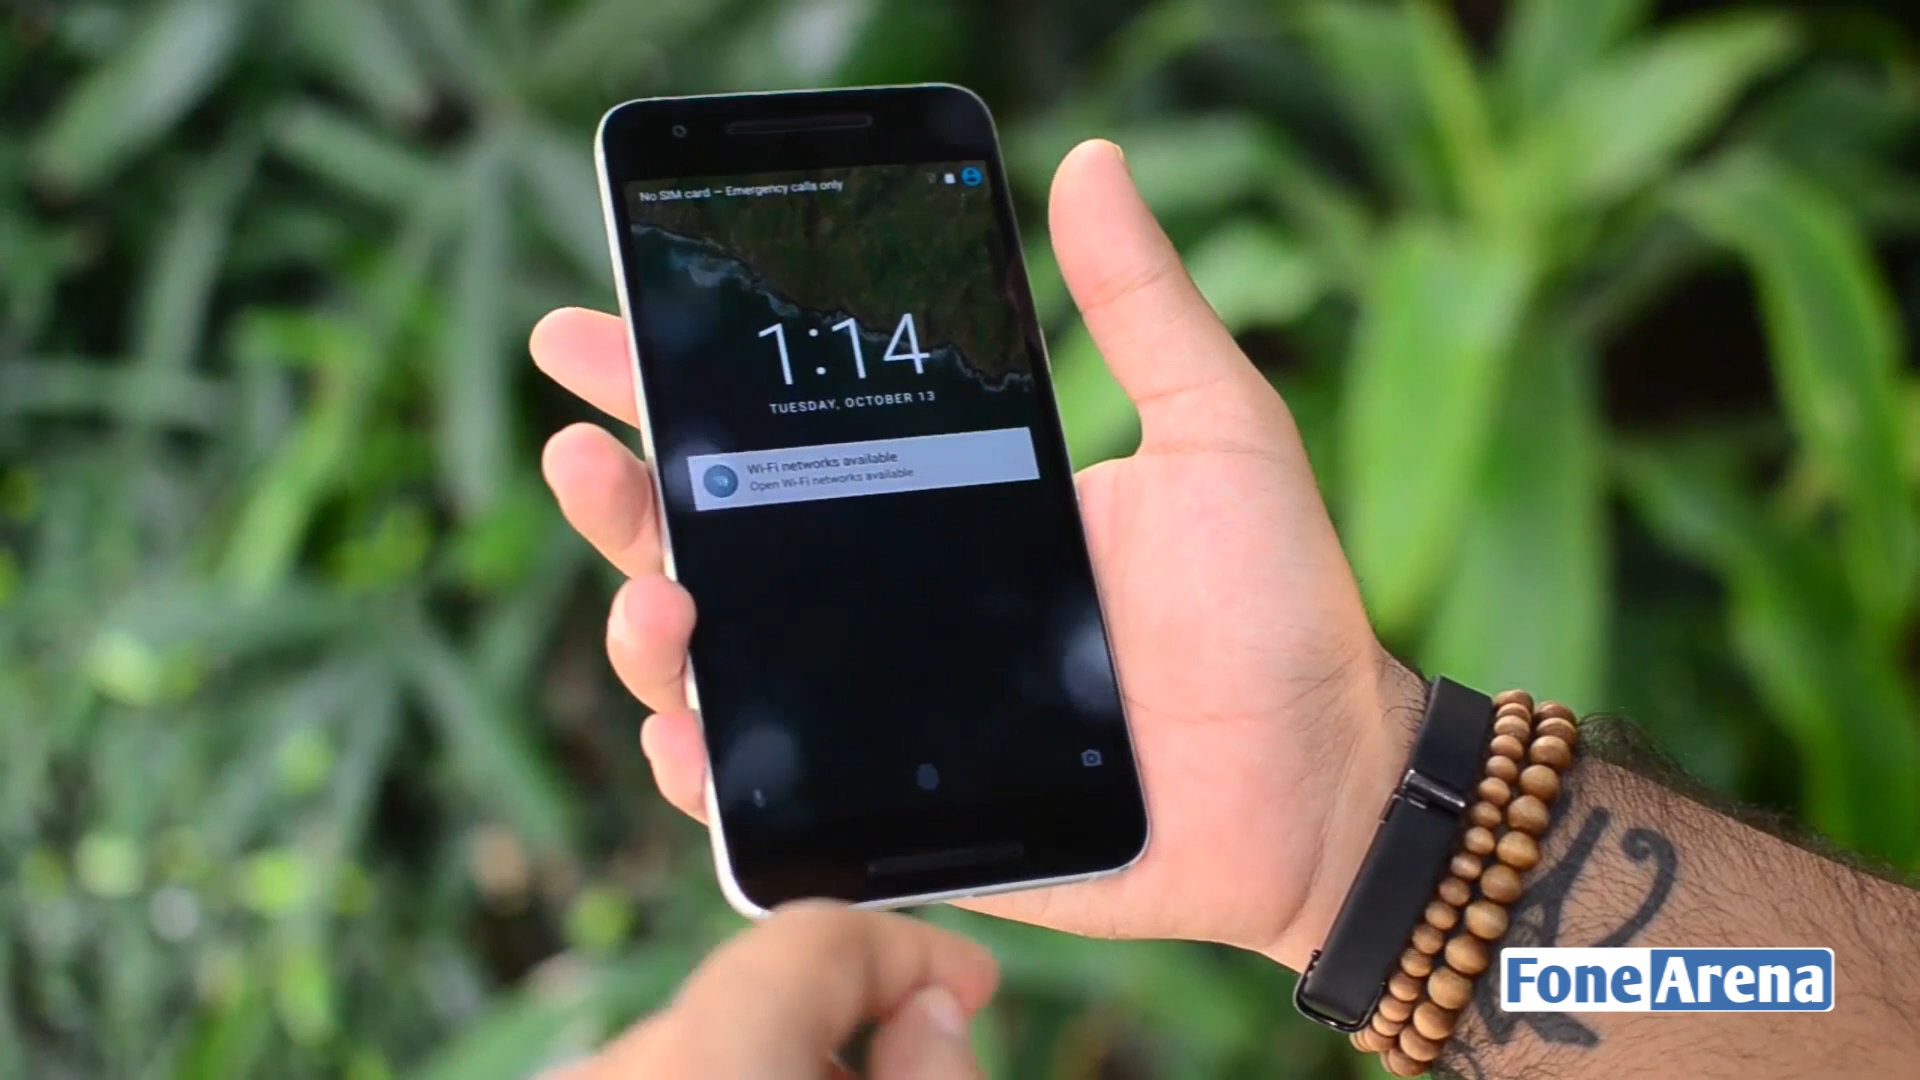 No SIM card – Emergency calls only
1:14
TUESDAY, OCTOBER 13
Wi-Fi networks available
Open Wi-Fi networks available
FoneArena